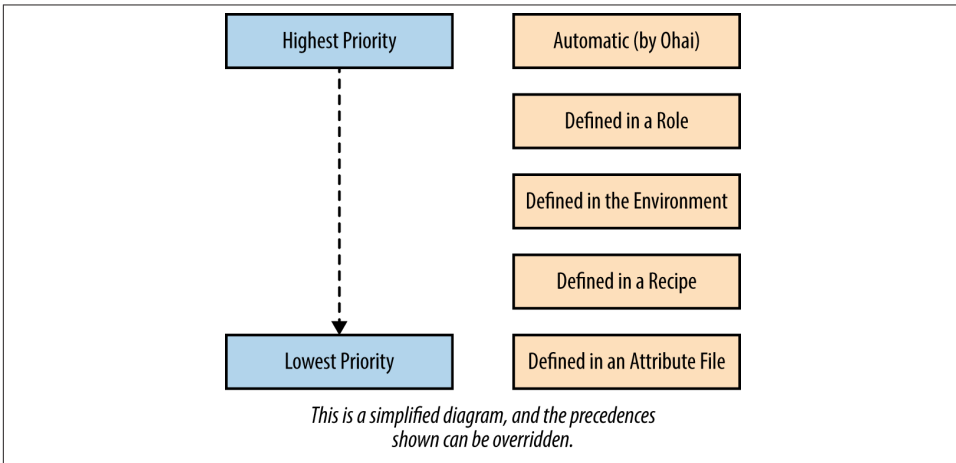 Highest Priority
Automatic (by Ohai)
Defined in a Role
Defined in the Environment
Defined in a Recipe
Lowest Priority
Defined in an Attribute File
This is a simplified diagram, and the precedences
shown can be overridden.